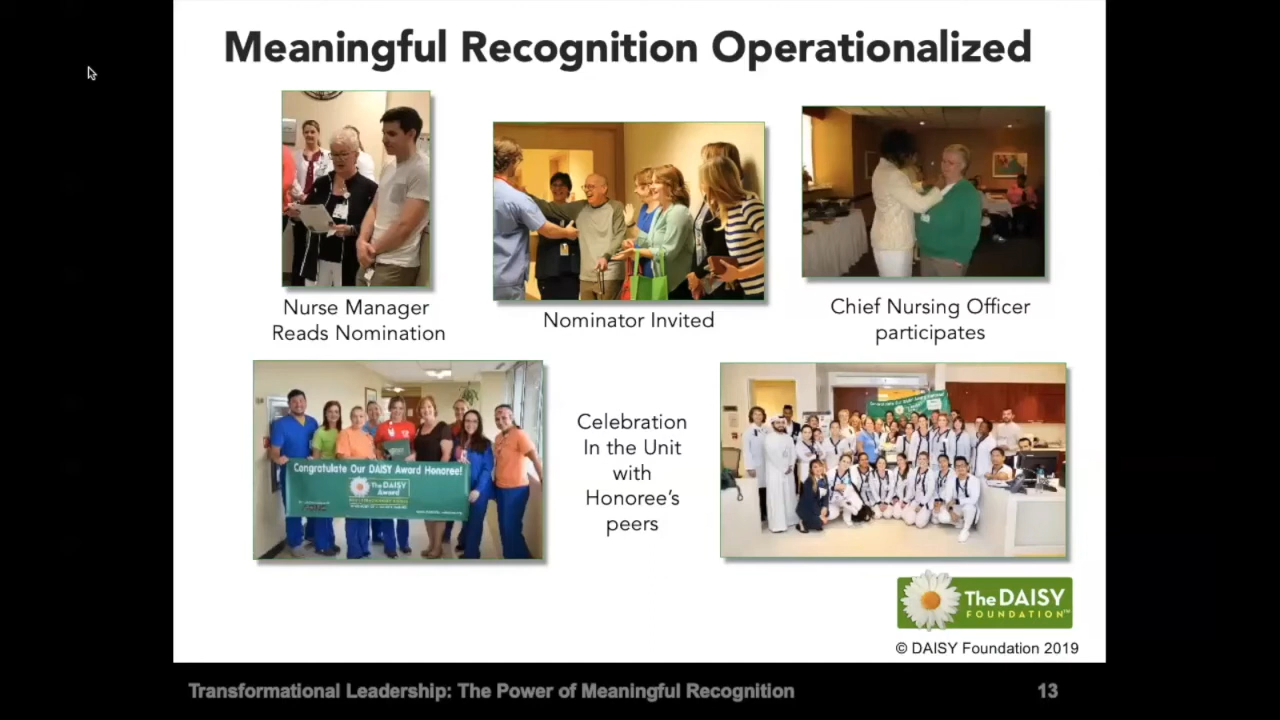 Meaningful Recognition Operationalized
Nurse Manager
Reads Nomination
Nominator Invited
Chief Nursing Officer
participates
Congratulate Our DAISY Award Honoree!
The DAISY
Award
Celebration
In the Unit
with
Honoree's
peers
The DAISY
FOUNDATION™
© DAISY Foundation 2019
Transformational Leadership: The Power of Meaningful Recognition
13